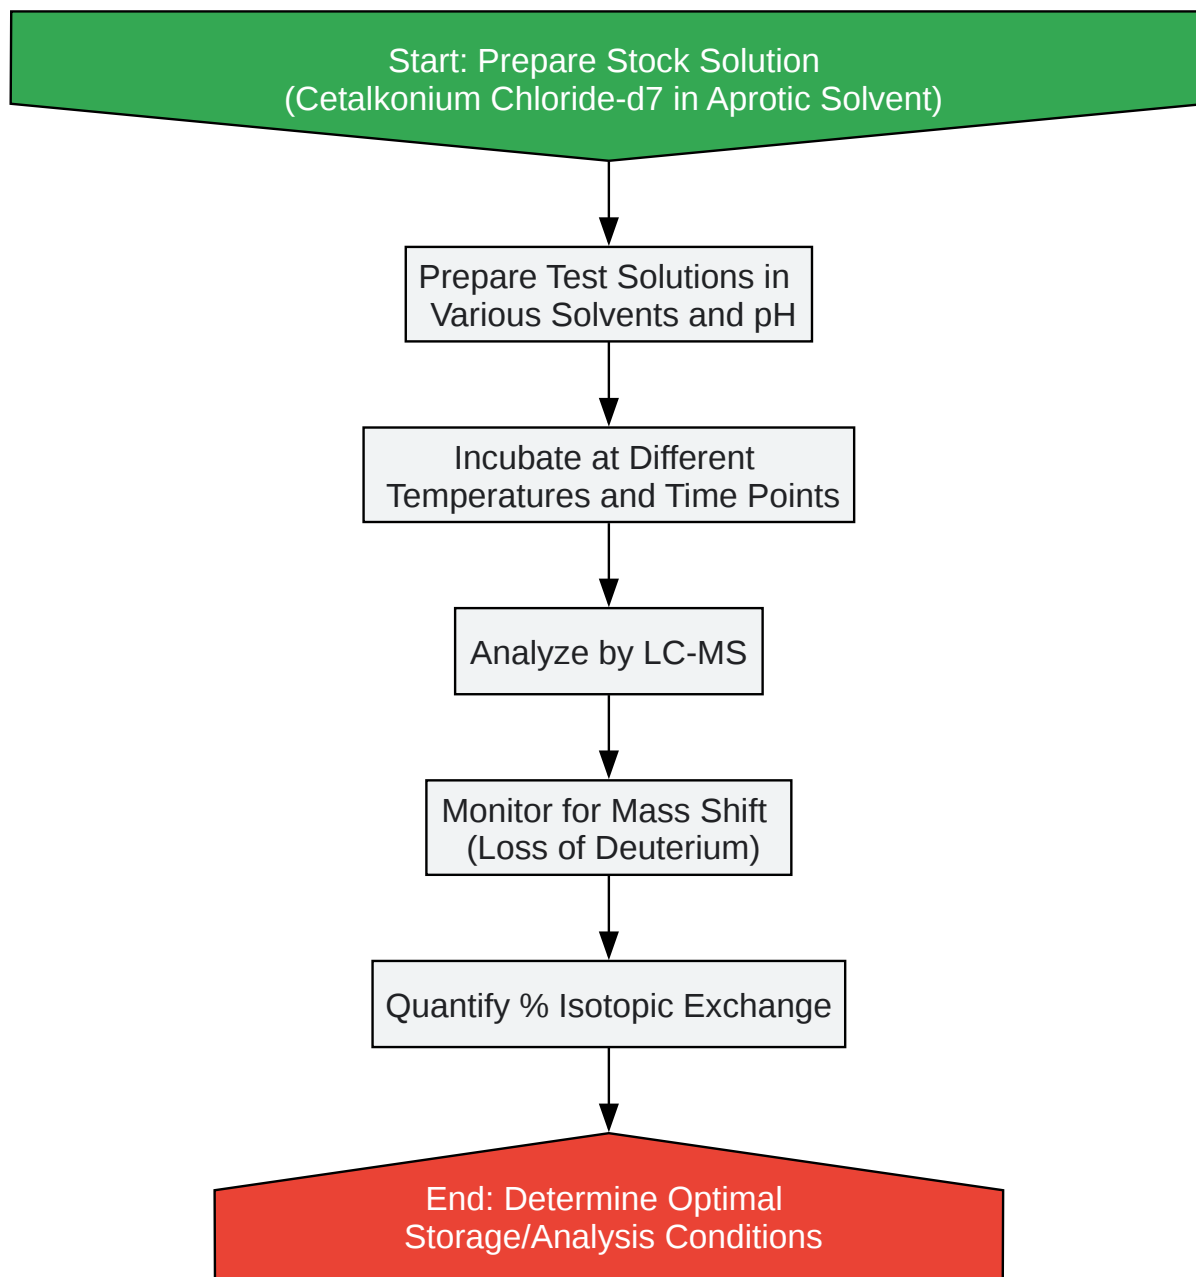 Start: Prepare Stock Solution
(Cetalkonium Chloride-d7 in Aprotic Solvent)
Prepare Test Solutions in
Various Solvents and pH
Incubate at Different
Temperatures and Time Points
Analyze by LC-MS
Monitor for Mass Shift
(Loss of Deuterium)
Quantify % Isotopic Exchange
End: Determine Optimal
Storage/Analysis Conditions